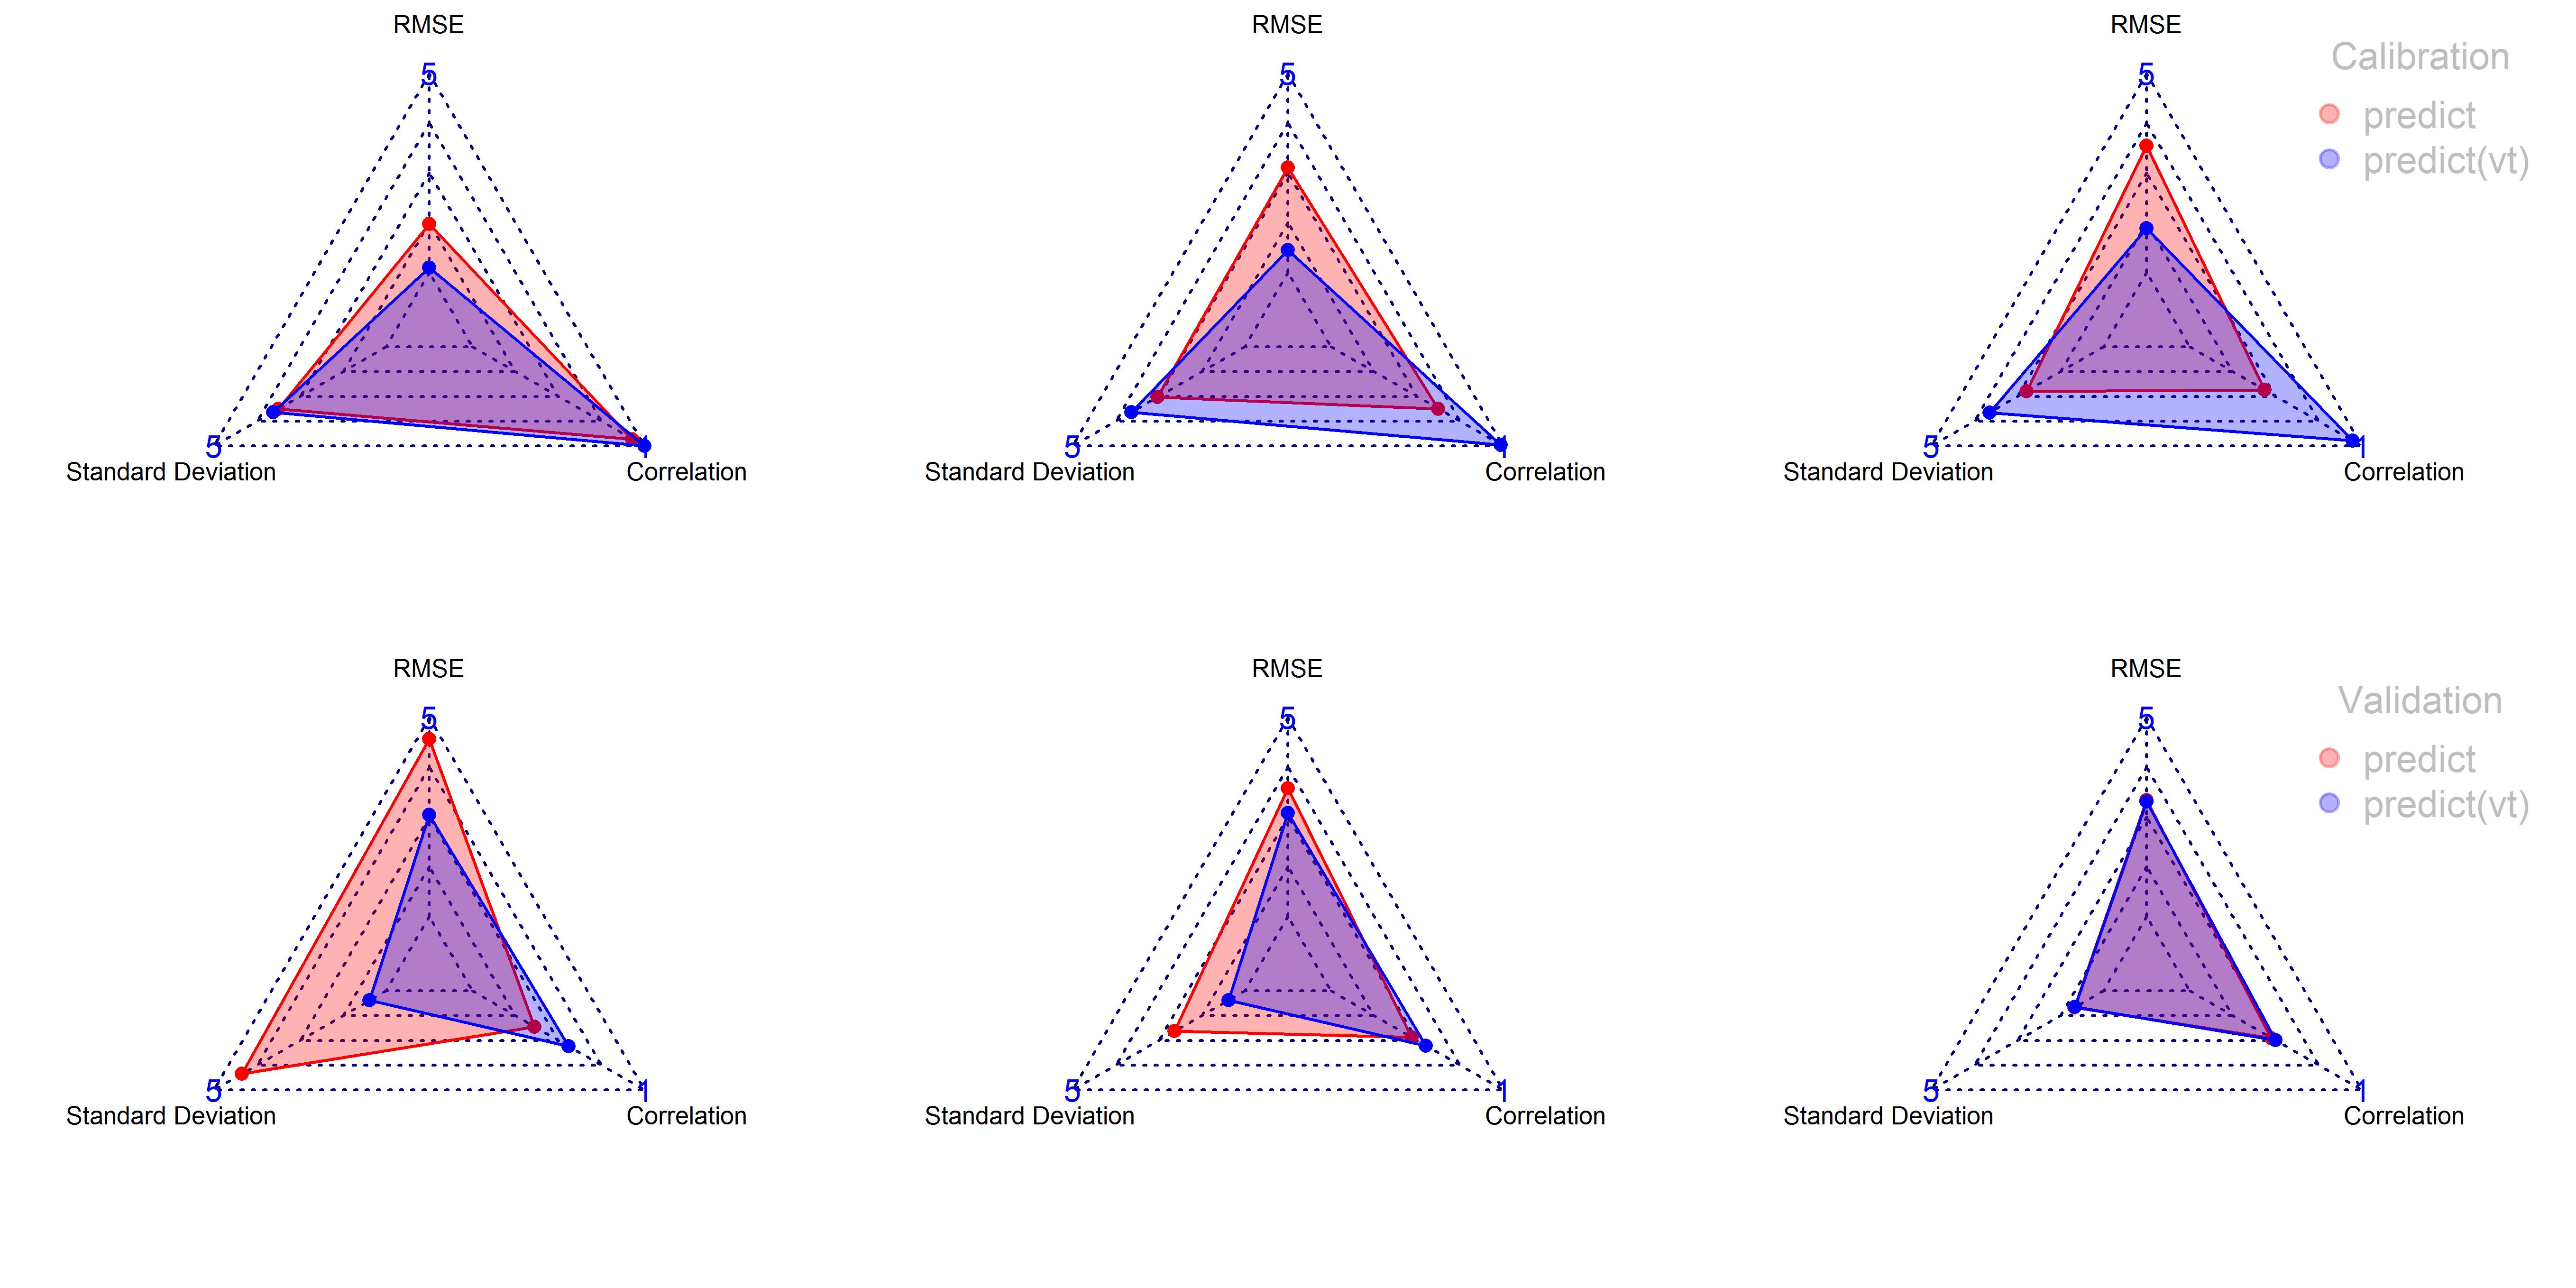 RMSE
5
5
1
Standard Deviation
Correlation
RMSE
5
5
1
Standard Deviation
Correlation
RMSE
5
5
1
Standard Deviation
Correlation
Calibration
predict
predict(vt)
RMSE
5
5
1
Standard Deviation
Correlation
RMSE
5
5
1
Standard Deviation
Correlation
RMSE
5
5
1
Standard Deviation
Correlation
Validation
predict
predict(vt)